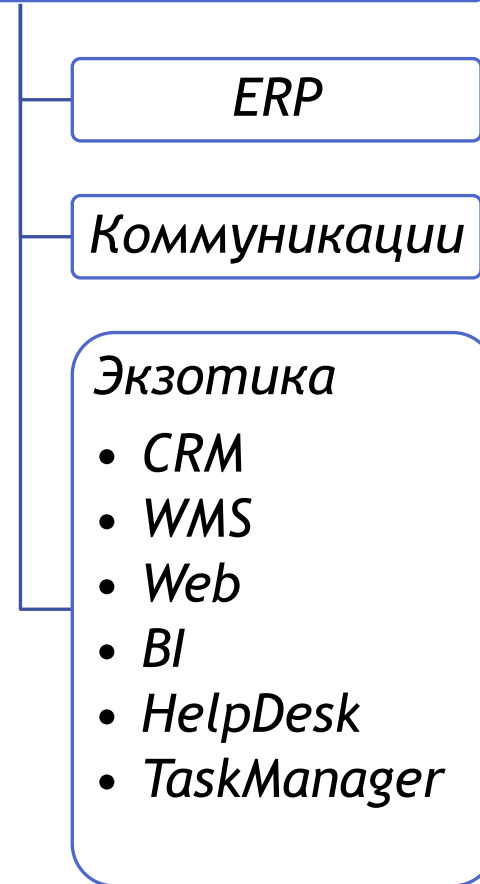 ERP
Коммуникации
Экзотика
• CRM
• WMS
• Web
• BI
• HelpDesk
• TaskManager